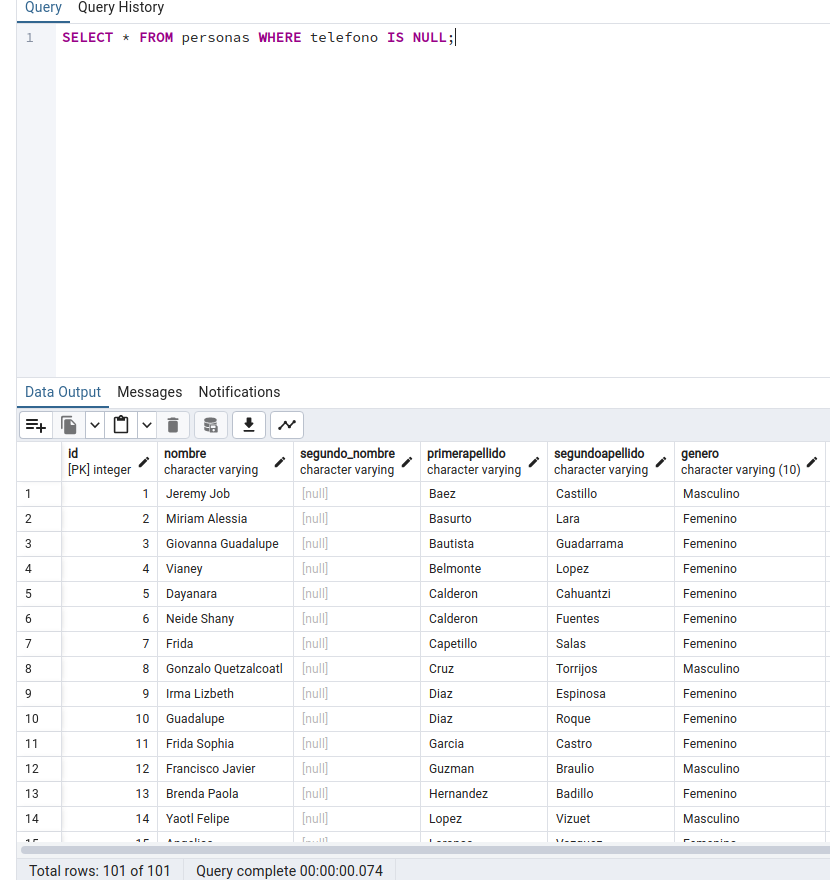 Query Query History
1 SELECT * FROM personas WHERE telefono IS NULL;
Data Output Messages Notifications
id nombre segundo_nombre primerapellido segundoapellido genero
[PK] integer character varying character varying character varying character varying character varying (10)
1 1 Jeremy Job [null] Baez Castillo Masculino
2 2 Miriam Alessia [null] Basurto Lara Femenino
3 3 Giovanna Guadalupe [null] Bautista Guadarrama Femenino
4 4 Vianey [null] Belmonte Lopez Femenino
5 5 Dayanara [null] Calderon Cahuantzi Femenino
6 6 Neide Shany [null] Calderon Fuentes Femenino
7 7 Frida [null] Capetillo Salas Femenino
8 8 Gonzalo Quetzalcoatl [null] Cruz Torrijos Masculino
9 9 Irma Lizbeth [null] Diaz Espinosa Femenino
10 10 Guadalupe [null] Diaz Roque Femenino
11 11 Frida Sophia [null] Garcia Castro Femenino
12 12 Francisco Javier [null] Guzman Braulio Masculino
13 13 Brenda Paola [null] Hernandez Badillo Femenino
14 14 Yaotl Felipe [null] Lopez Vizuet Masculino
Total rows: 101 of 101 Query complete 00:00:00.074